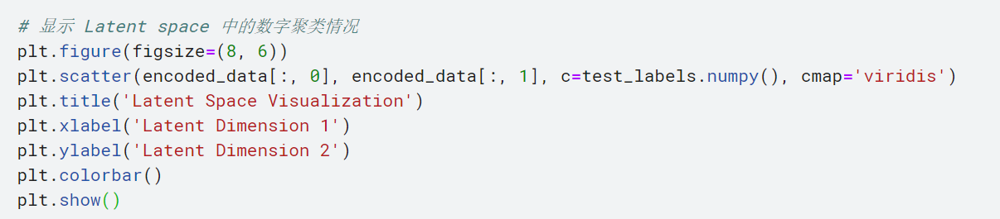 # 显示 Latent space 中的数字聚类情况
plt.figure(figsize=(8, 6))
plt.scatter(encoded_data[:, 0], encoded_data[:, 1], c=test_labels.numpy(), cmap='viridis')
plt.title('Latent Space Visualization')
plt.xlabel('Latent Dimension 1')
plt.ylabel('Latent Dimension 2')
plt.colorbar()
plt.show()